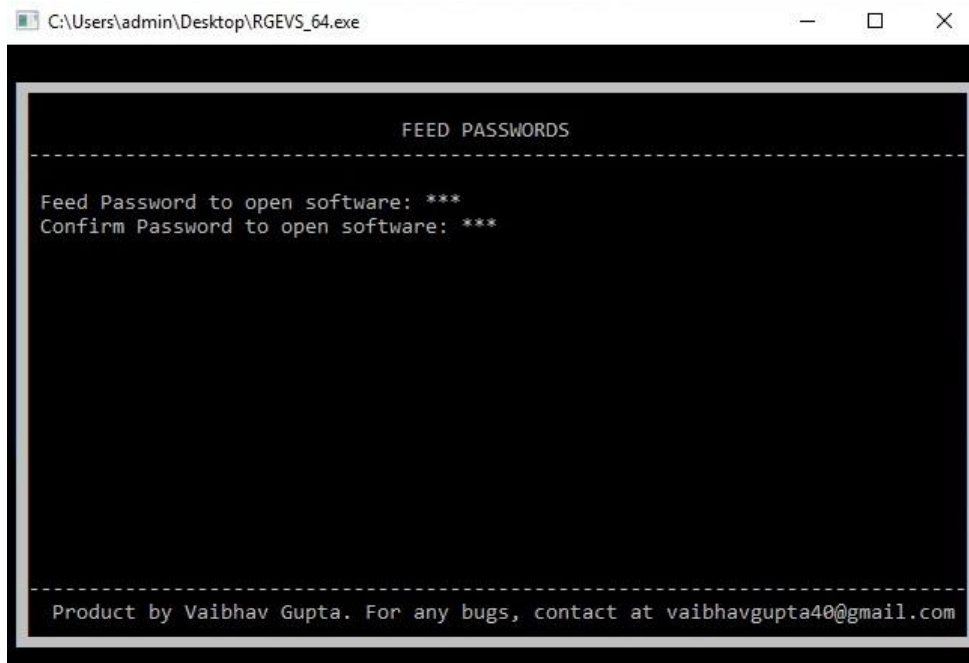 C:\Users\admin\Desktop\RGEVS_64.exe
FEED PASSWORDS
Feed Password to open software: ***
Confirm Password to open software: ***
Product by Vaibhav Gupta. For any bugs, contact at vaibhavgupta40@gmail.com